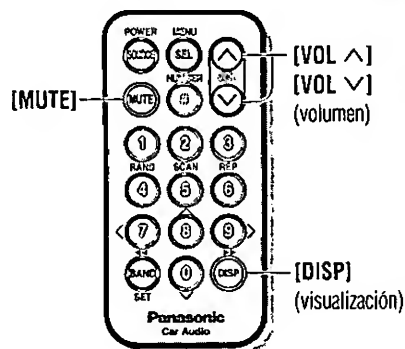 POWER MENU
SOURCE SEL [VOL ∧]
[VOL ∨]
[MUTE] MUTE NUMBER # (volumen)
1 2 3
RAND SCAN REP
4 5 6
< 7 8 9 >
BAND 0 DISP [DISP]
SET (visualización)
Panasonic
Car Audio